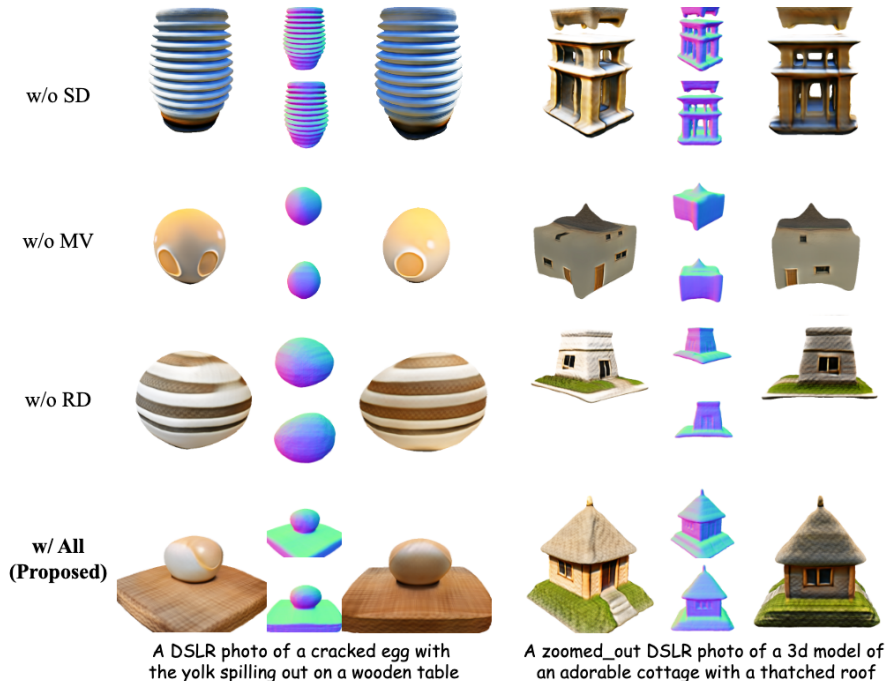 w/o SD
w/o MV
w/o RD
w/ All
(Proposed)
A DSLR photo of a cracked egg with
the yolk spilling out on a wooden table
A zoomed_out DSLR photo of a 3d model of
an adorable cottage with a thatched roof